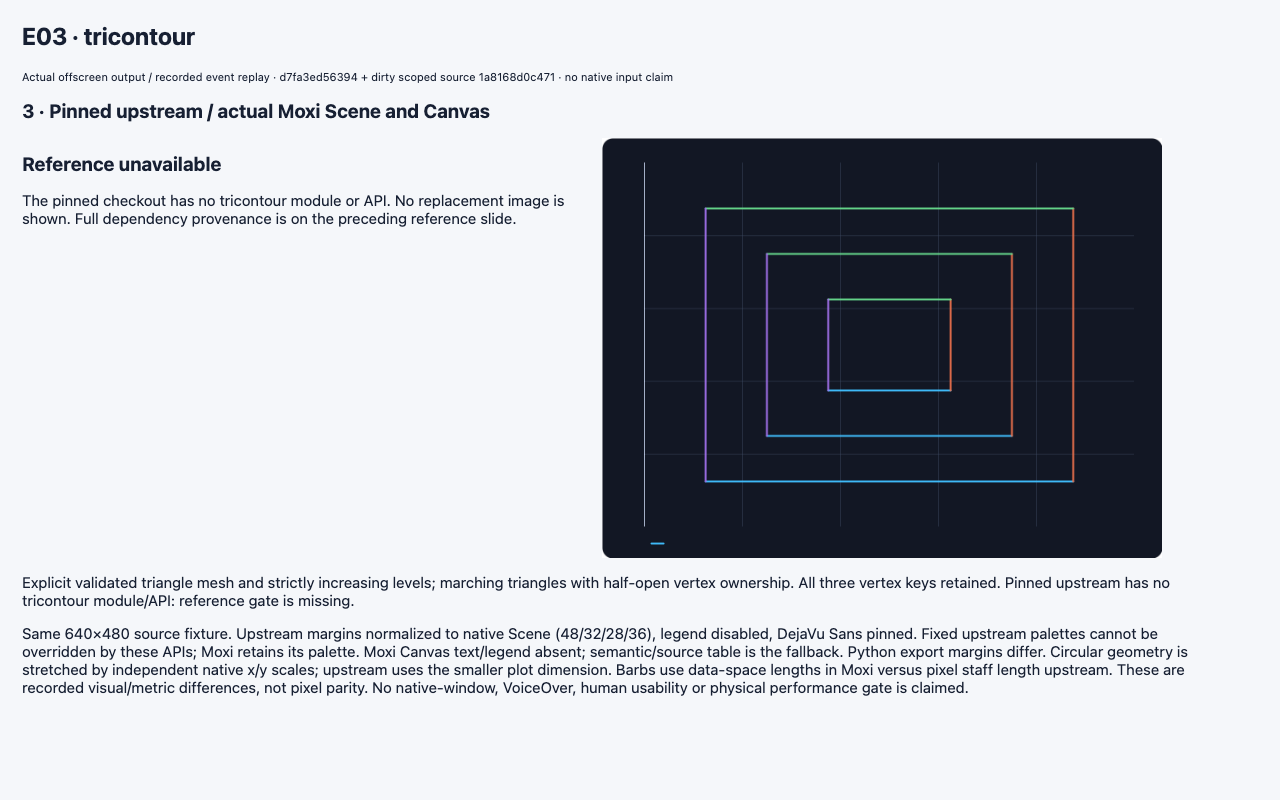 E03 · tricontour
Actual offscreen output / recorded event replay · d7fa3ed56394 + dirty scoped source 1a8168d0c471 · no native input claim
3 · Pinned upstream / actual Moxi Scene and Canvas
Reference unavailable
The pinned checkout has no tricontour module or API. No replacement image is
shown. Full dependency provenance is on the preceding reference slide.
Explicit validated triangle mesh and strictly increasing levels; marching triangles with half-open vertex ownership. All three vertex keys retained. Pinned upstream has no
tricontour module/API: reference gate is missing.
Same 640×480 source fixture. Upstream margins normalized to native Scene (48/32/28/36), legend disabled, DejaVu Sans pinned. Fixed upstream palettes cannot be
overridden by these APIs; Moxi retains its palette. Moxi Canvas text/legend absent; semantic/source table is the fallback. Python export margins differ. Circular geometry is
stretched by independent native x/y scales; upstream uses the smaller plot dimension. Barbs use data-space lengths in Moxi versus pixel staff length upstream. These are
recorded visual/metric differences, not pixel parity. No native-window, VoiceOver, human usability or physical performance gate is claimed.